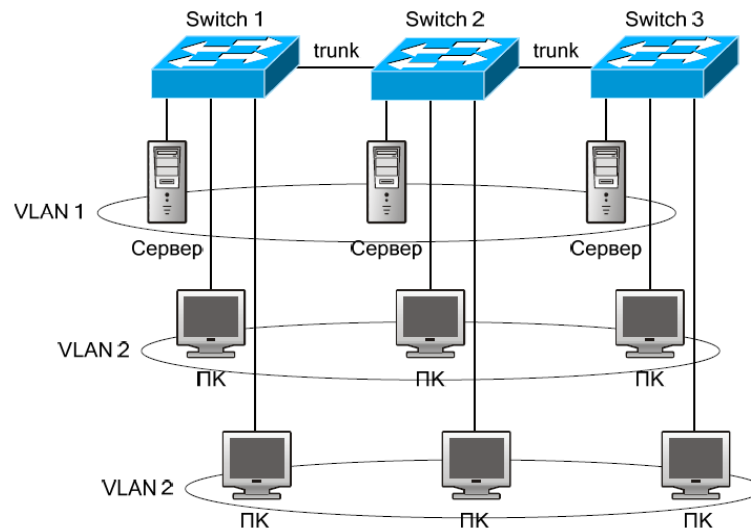 Switch 1
Switch 2
Switch 3
trunk
trunk
VLAN 1
Сервер
Сервер
Сервер
VLAN 2
ПК
ПК
ПК
VLAN 2
ПК
ПК
ПК